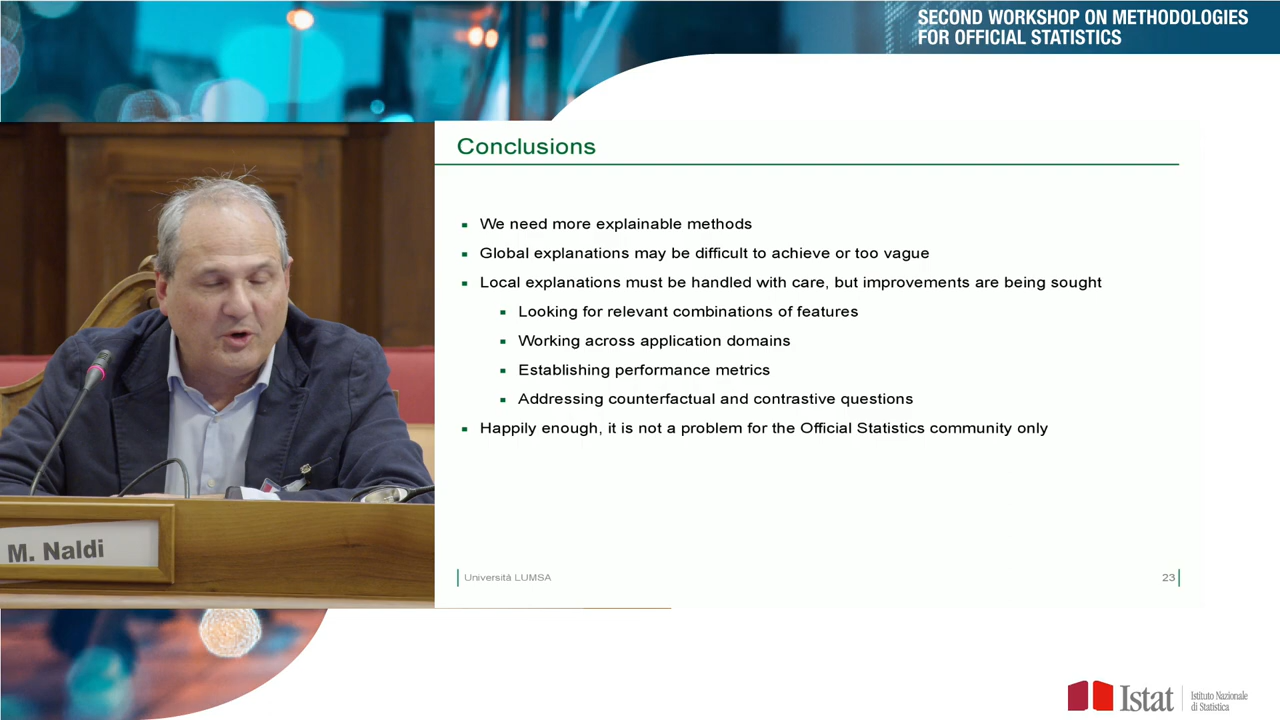 SECOND WORKSHOP ON METHODOLOGIES
FOR OFFICIAL STATISTICS
Conclusions
We need more explainable methods
Global explanations may be difficult to achieve or too vague
Local explanations must be handled with care, but improvements are being sought
Looking for relevant combinations of features
Working across application domains
Establishing performance metrics
Addressing counterfactual and contrastive questions
Happily enough, it is not a problem for the Official Statistics community only
M. Naldi
Università LUMSA
23
Istat
Istituto Nazionale
di Statistica